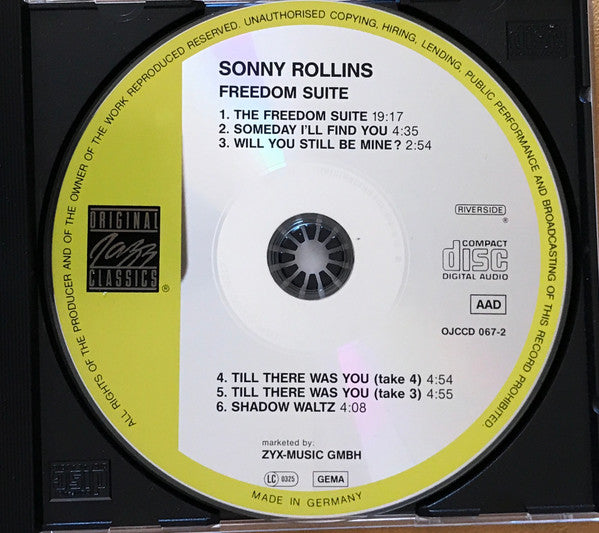 ALL RIGHTS OF THE PRODUCER AND OF THE OWNER OF THE WORK REPRODUCED RESERVED. UNAUTHORISED COPYING, HIRING, LENDING, PUBLIC PERFORMANCE AND BROADCASTING OF THIS RECORD PROHIBITED
SONNY ROLLINS
FREEDOM SUITE
1. THE FREEDOM SUITE 19:17
2. SOMEDAY I'LL FIND YOU 4:35
3. WILL YOU STILL BE MINE? 2:54
ORIGINAL
Jazz
CLASSICS
®
RIVERSIDE
®
COMPACT
disc
DIGITAL AUDIO
AAD
OJCCD 067-2
4. TILL THERE WAS YOU (take 4) 4:54
5. TILL THERE WAS YOU (take 3) 4:55
6. SHADOW WALTZ 4:08
marketed by:
ZYX-MUSIC GMBH
LC 0325
GEMA
MADE IN GERMANY